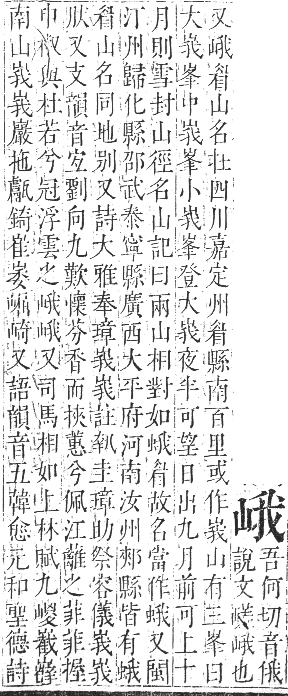 峨
吾何切音俄
說文嵯峨也
又峨眉山名在四川嘉定州眉縣南百里或作峩山有三峯曰
大峩峯中峩峯小峩峯登大峩夜半可望日出九月前可上十
月則雪封山徑名山記曰兩山相對如蛾眉故名當作蛾又閩
汀州歸化縣邵武泰寧縣廣西大平府河南汝州郟縣皆有蛾
眉山名同地別又詩大雅奉璋峩峩註執圭璋助祭容儀峩峩
狀又支韻音宐劉向九歎懷芬香而挾蕙兮佩江離之菲菲握
申椒與杜若兮冠浮雲之峨峨又司馬相如上林賦九嵕嶻嶭
南山峩峩巖拖甗錡嶊崣崛崎又語韻音五韓愈元和聖德詩